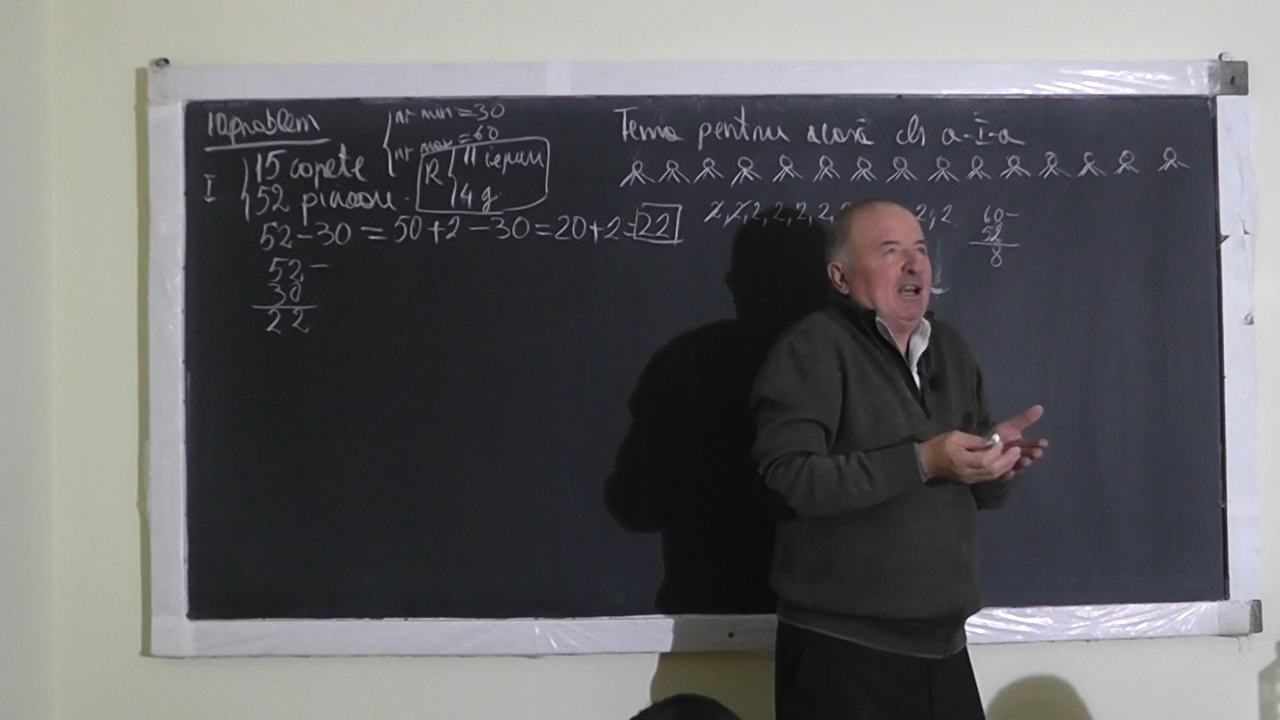 10 problem
nr min = 30
nr max = 60
I
15 capete
52 picioare
R 11 iepuri
4 g
52-30 = 50+2-30=20+2=22
52-
30
22
Tema pentru acasă cls a-I-a
2,2,2,2,2,2,2
2,2
60-
52
8